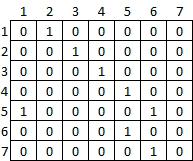 1 2 3 4 5 6 7
1 0 1 0 0 0 0 0
2 0 0 1 0 0 0 0
3 0 0 0 1 0 0 0
4 0 0 0 0 1 0 0
5 1 0 0 0 0 1 0
6 0 0 0 0 1 0 0
7 0 0 0 0 0 1 0